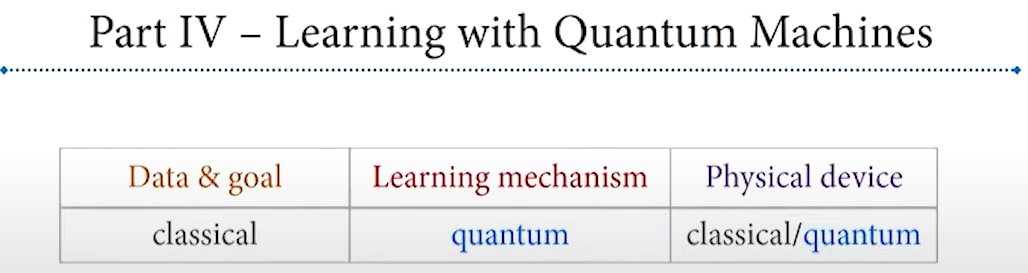 Part IV – Learning with Quantum Machines
Data & goal Learning mechanism Physical device
classical quantum classical/quantum